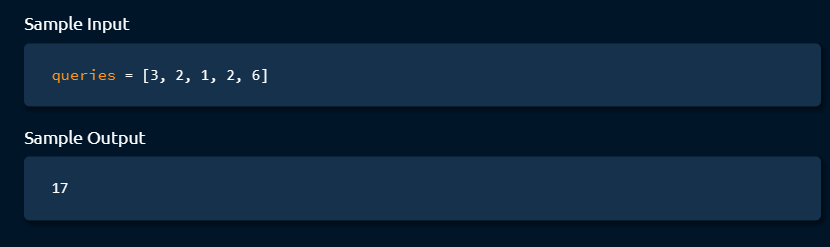 Sample Input
queries = [3, 2, 1, 2, 6]
Sample Output
17